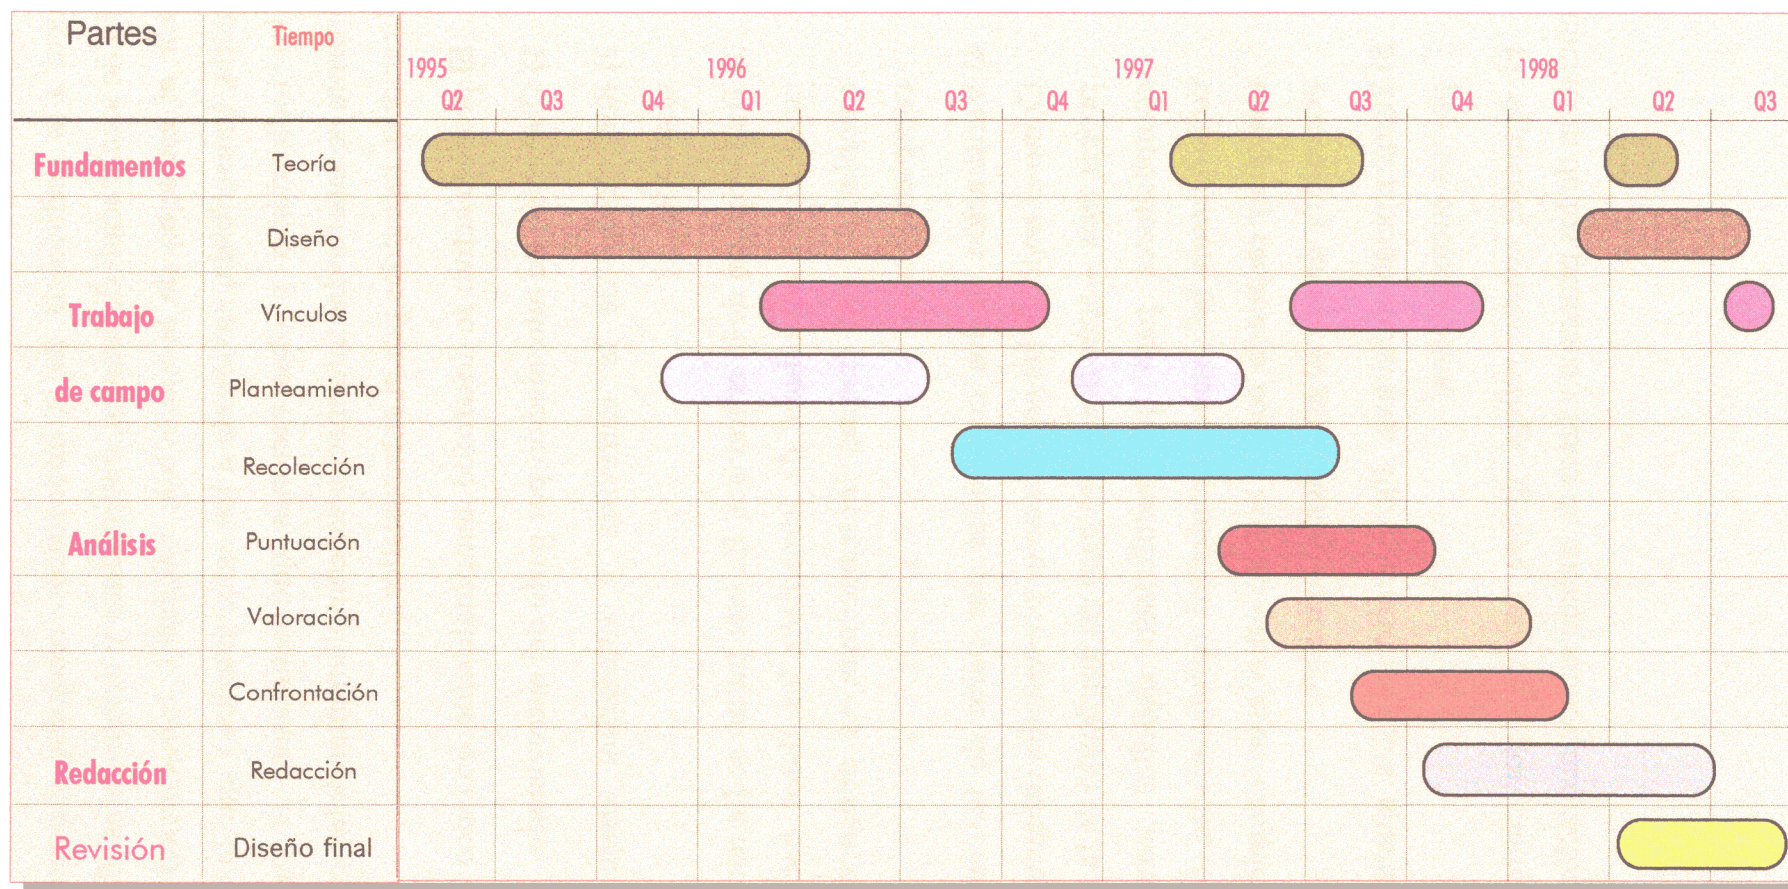 Partes Tiempo
1995 1996 1997 1998
Q2 Q3 Q4 Q1 Q2 Q3 Q4 Q1 Q2 Q3 Q4 Q1 Q2 Q3
Fundamentos Teoría
Diseño
Trabajo Vínculos
de campo Planteamiento
Recolección
Análisis Puntuación
Valoración
Confrontación
Redacción Redacción
Revisión Diseño final